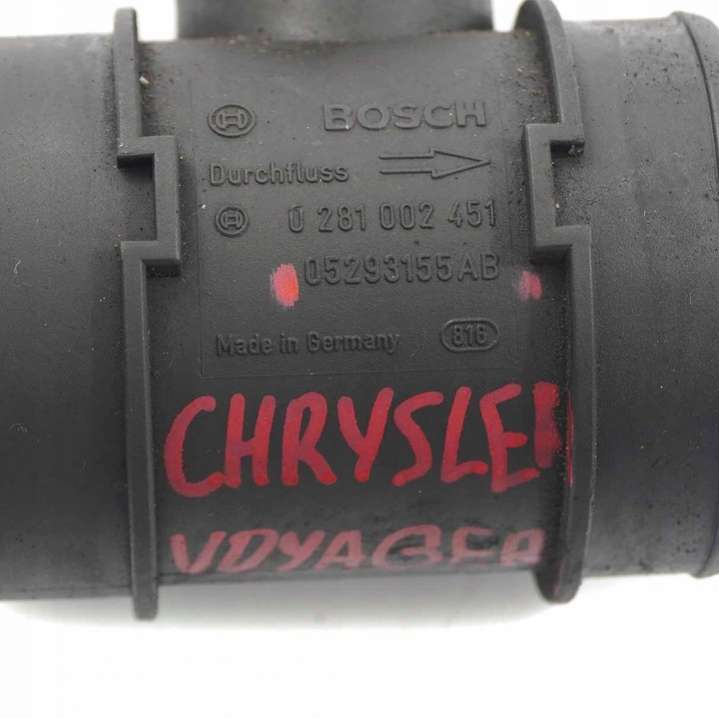 BOSCH
Durchfluss
0 281 002 451
05293155AB
Made in Germany 816
CHRYSLER
VOYAGER